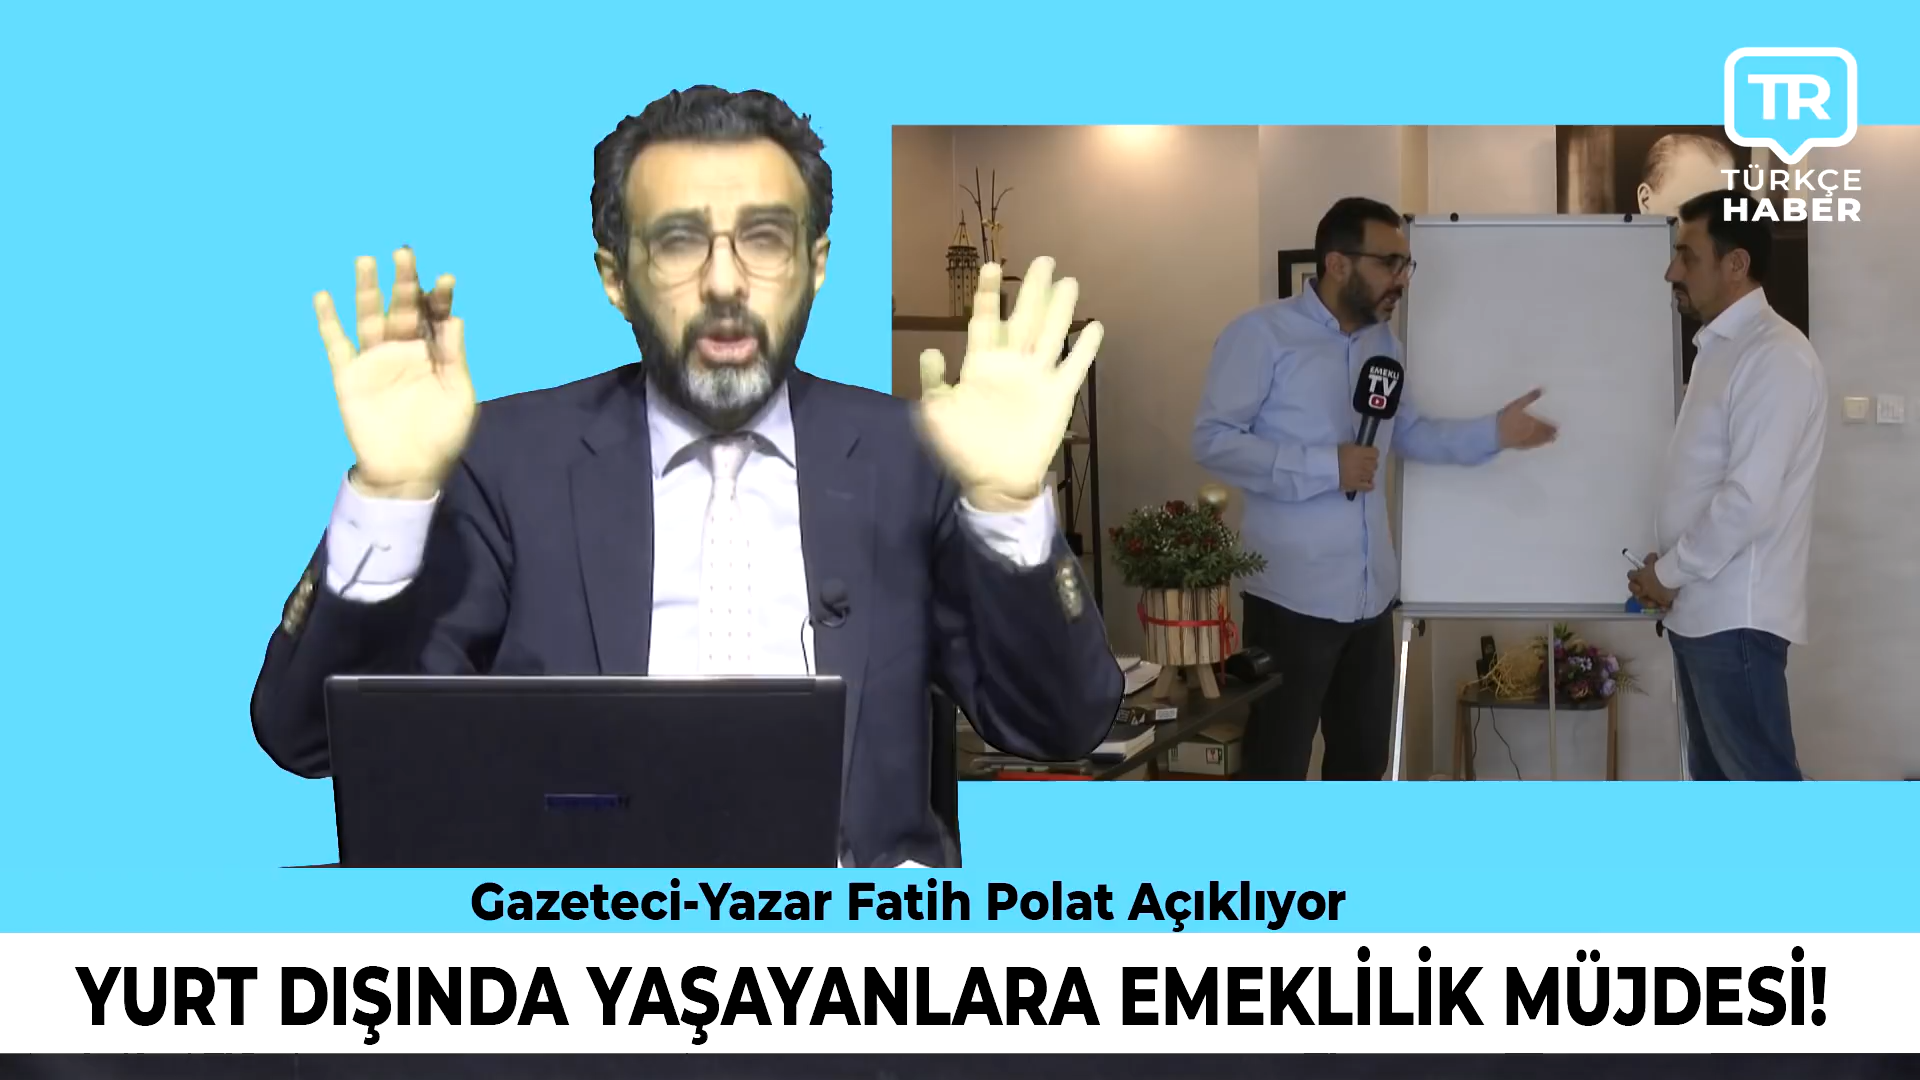 TR
TÜRKÇE
HABER
EMEKLİ
TV
Gazeteci-Yazar Fatih Polat Açıklıyor
YURT DIŞINDA YAŞAYANLARA EMEKLİLİK MÜJDESİ!